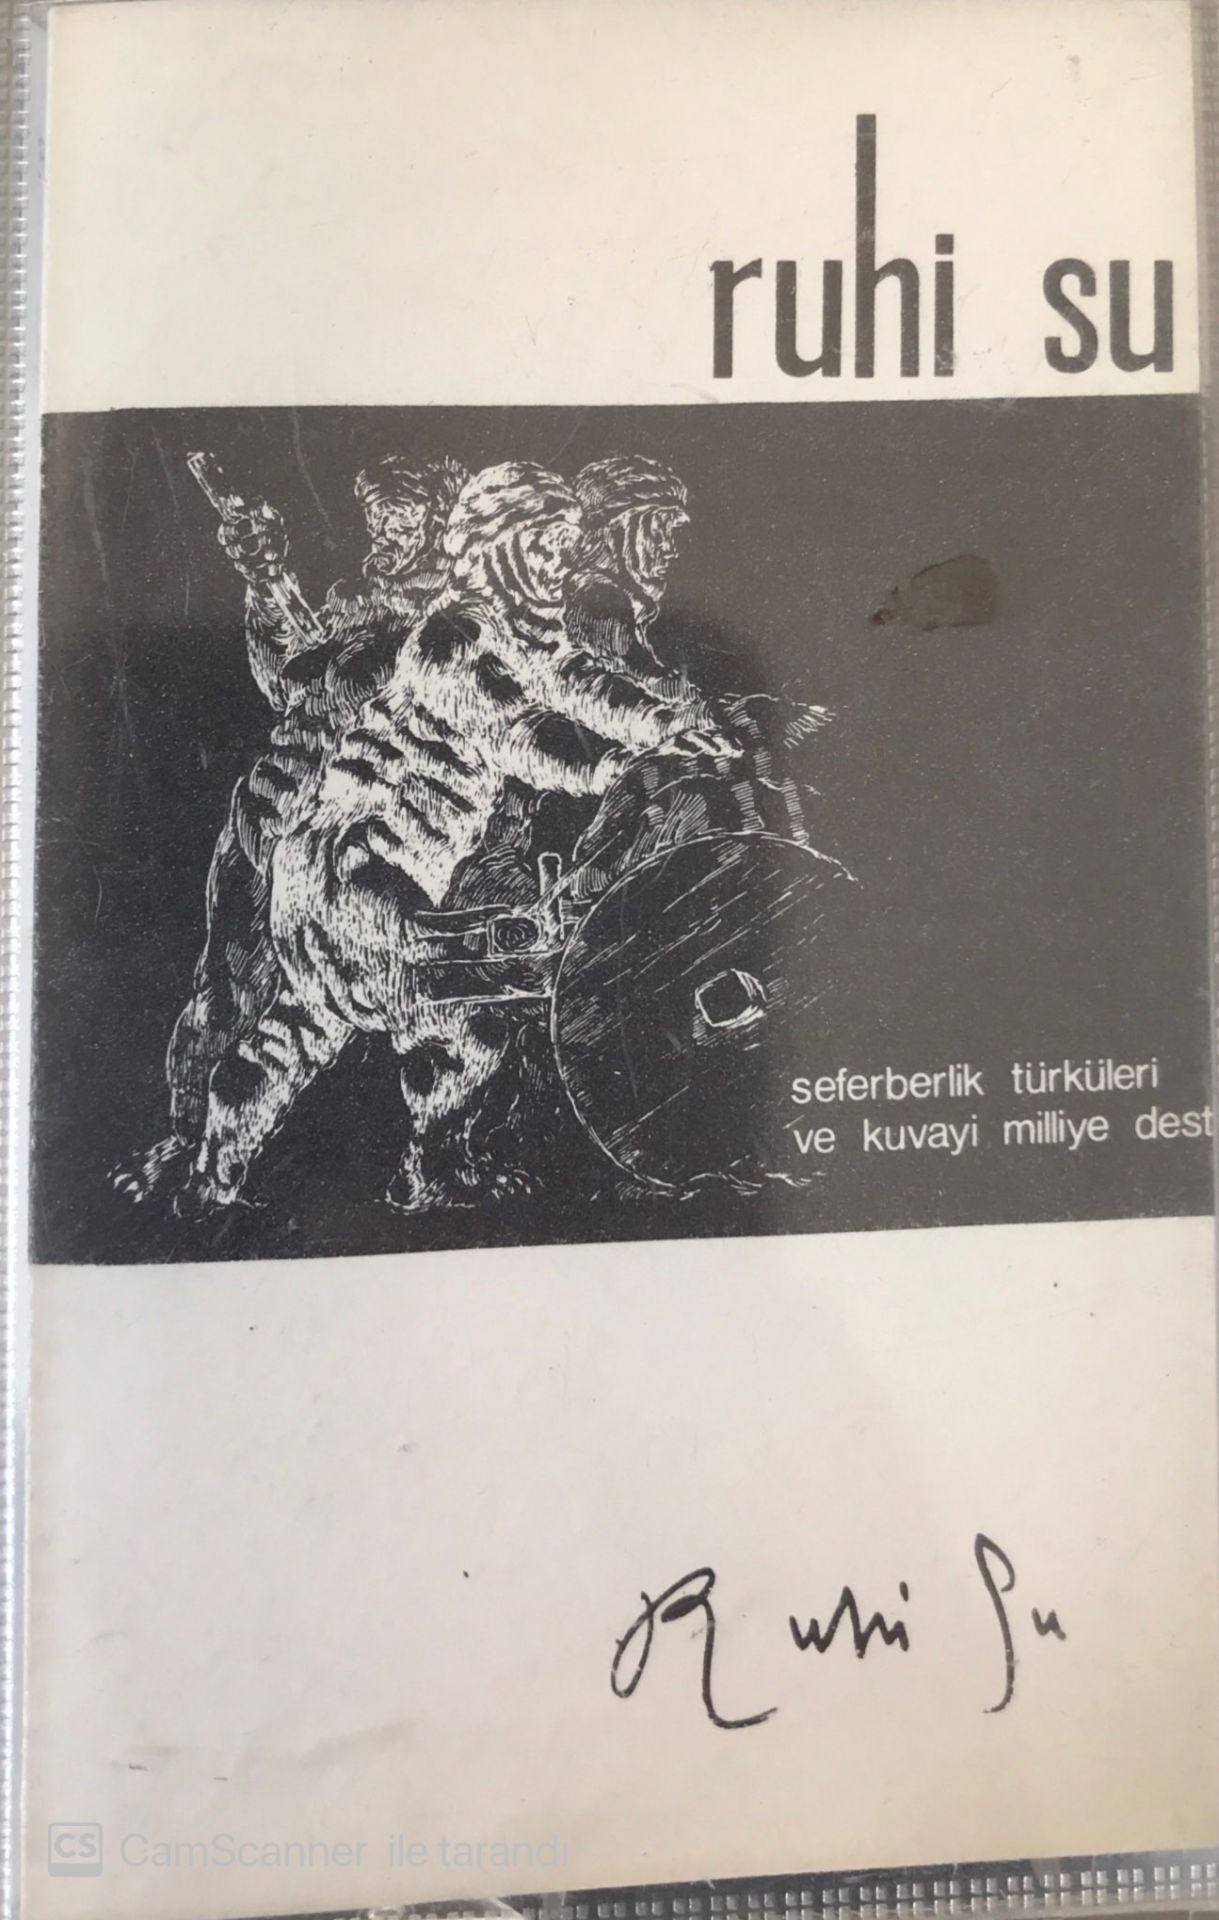 ruhi su
seferberlik türküleri
ve kuvayi milliye dest
Ruhi Su
CS CamScanner ile tarandı